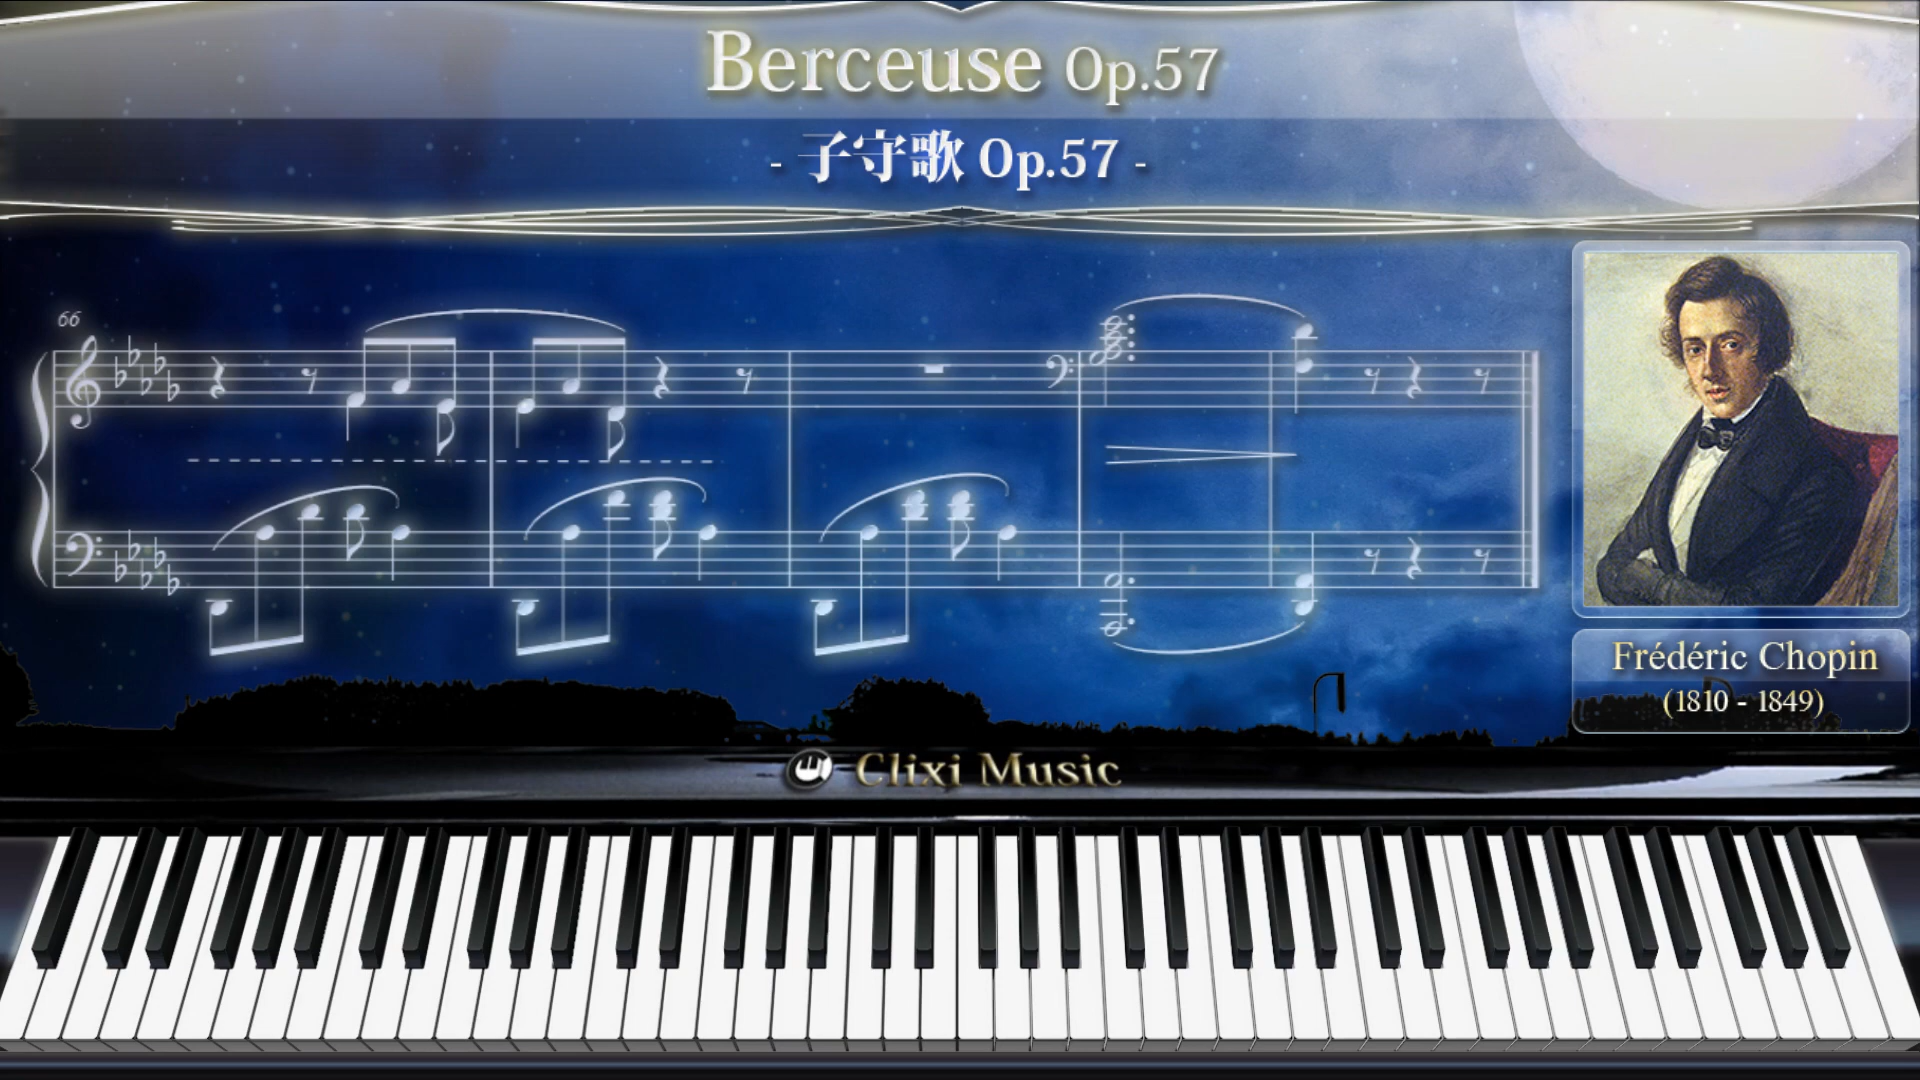 Berceuse Op.57
- 子守歌 Op.57 -
66
Frédéric Chopin
(1810 - 1849)
Clixi Music